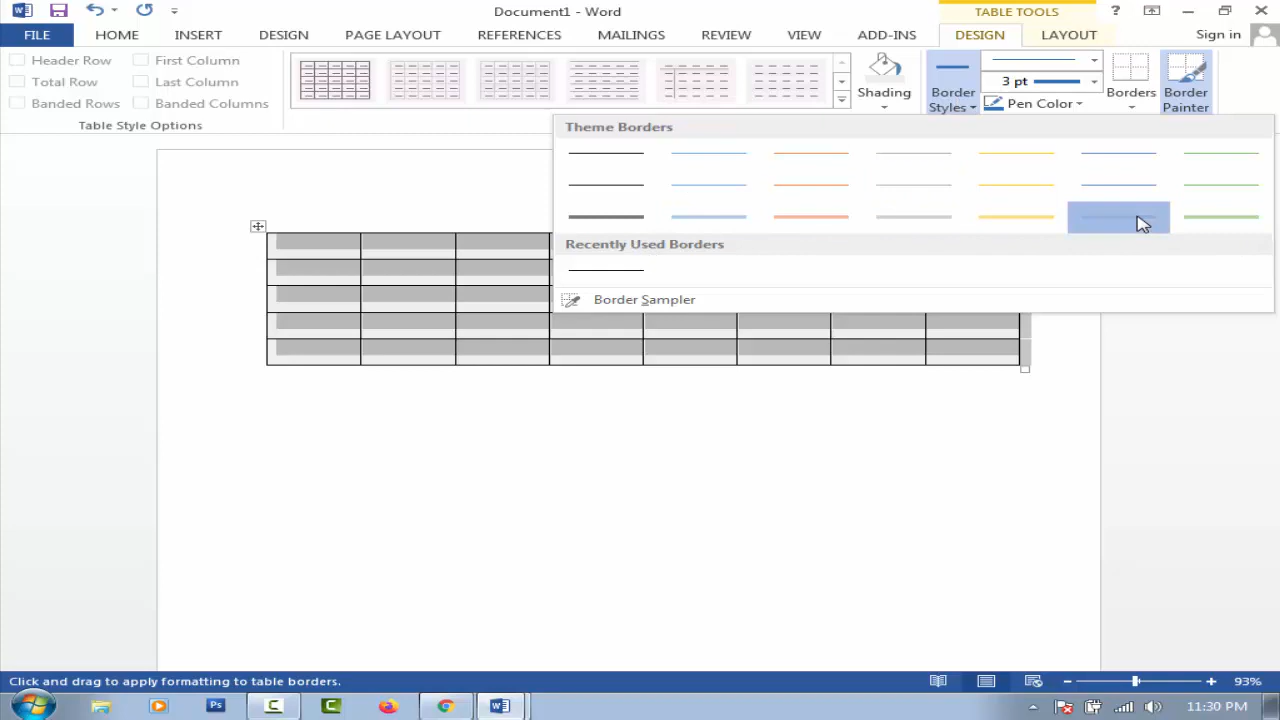 Document1 - Word
TABLE TOOLS
?
FILE HOME INSERT DESIGN PAGE LAYOUT REFERENCES MAILINGS REVIEW VIEW ADD-INS DESIGN LAYOUT Sign in
Header Row First Column
Total Row Last Column
Banded Rows Banded Columns
Table Style Options
Shading
Border Styles
3 pt
Pen Color
Borders
Border Painter
Theme Borders
Recently Used Borders
Border Sampler
Click and drag to apply formatting to table borders.
93%
Ps
11:30 PM